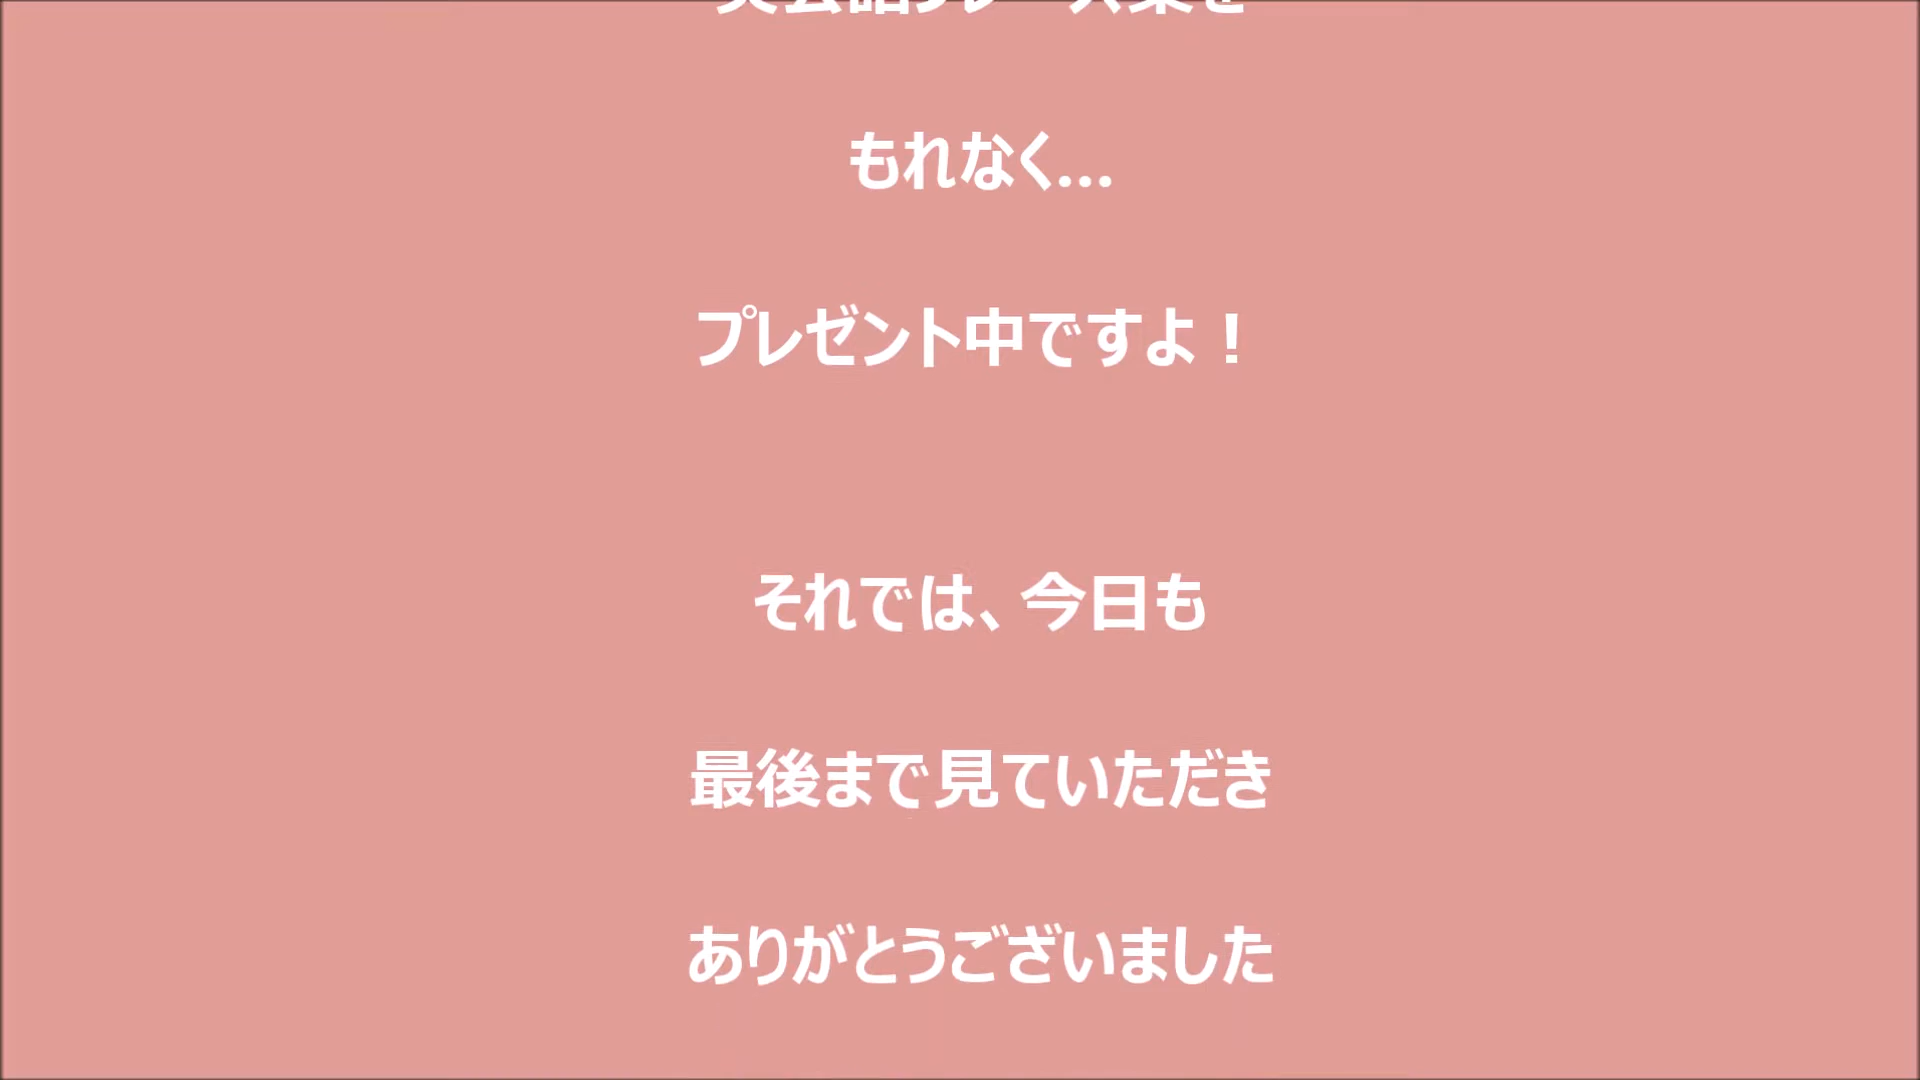 もれなく…
プレゼント中ですよ！
それでは、今日も
最後まで見ていただき
ありがとうございました